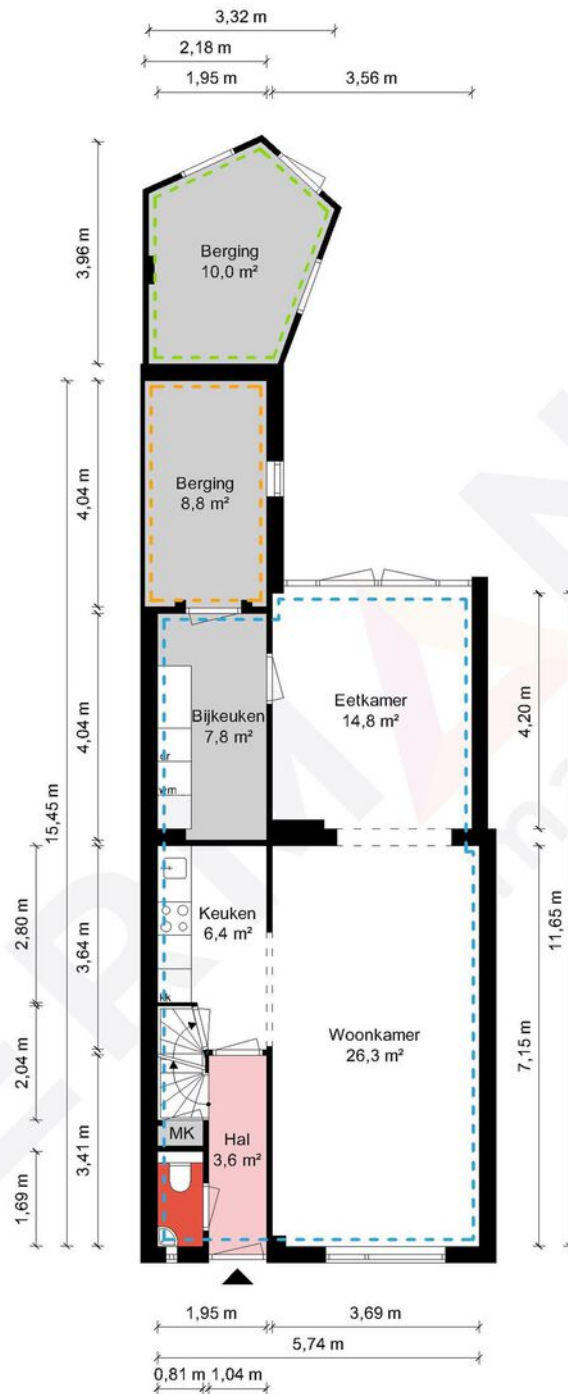 3,32 m
2,18 m
1,95 m
3,56 m
3,96 m
Berging
10,0 m²
4,04 m
Berging
8,8 m²
4,04 m
Bijkeuken
7,8 m²
Eetkamer
14,8 m²
4,20 m
dr
wm
15,45 m
11,65 m
2,80 m
3,64 m
Keuken
6,4 m²
kk
Woonkamer
26,3 m²
7,15 m
2,04 m
MK
Hal
3,6 m²
3,41 m
1,69 m
1,95 m
3,69 m
5,74 m
0,81 m
1,04 m